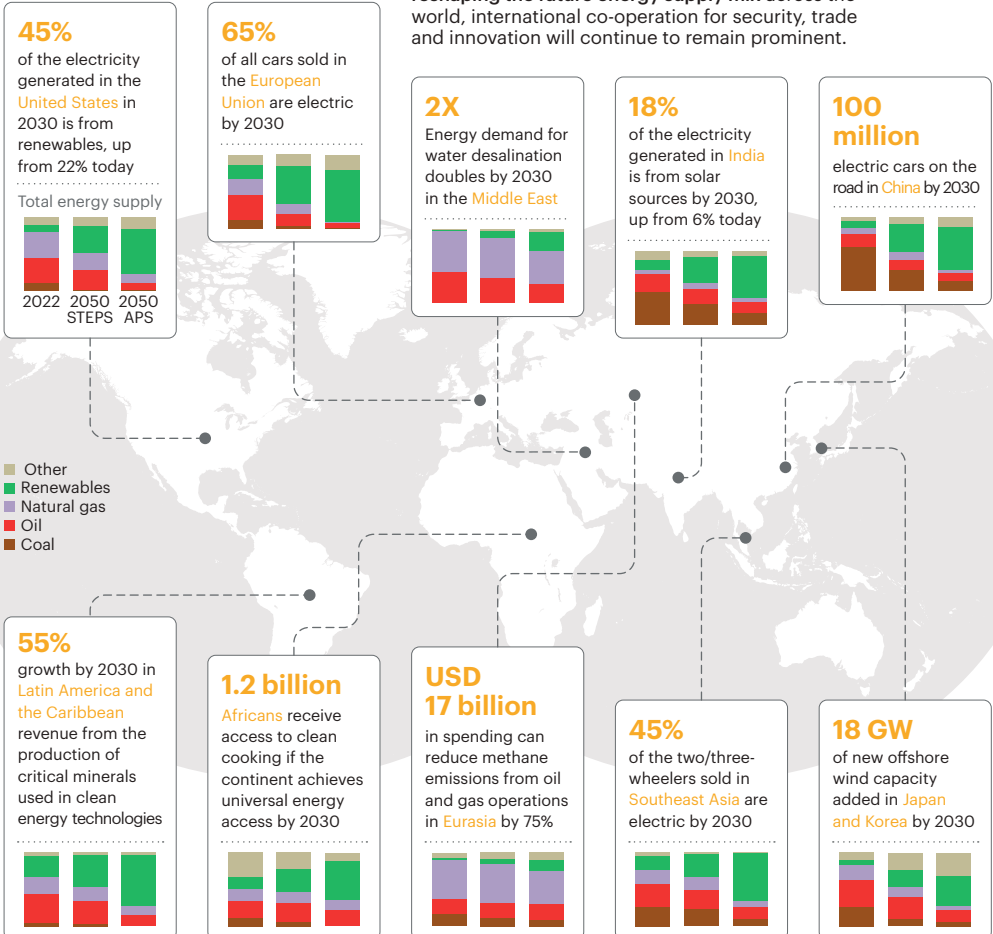 reshaping the future energy supply mix across the
world, international co-operation for security, trade
and innovation will continue to remain prominent.
45%
of the electricity
generated in the
United States in
2030 is from
renewables, up
from 22% today
Total energy supply
2022 2050 2050
STEPS APS
65%
of all cars sold in
the European
Union are electric
by 2030
2X
Energy demand for
water desalination
doubles by 2030
in the Middle East
18%
of the electricity
generated in India
is from solar
sources by 2030,
up from 6% today
100
million
electric cars on the
road in China by 2030
Other
Renewables
Natural gas
Oil
Coal
55%
growth by 2030 in
Latin America and
the Caribbean
revenue from the
production of
critical minerals
used in clean
energy technologies
1.2 billion
Africans receive
access to clean
cooking if the
continent achieves
universal energy
access by 2030
USD
17 billion
in spending can
reduce methane
emissions from oil
and gas operations
in Eurasia by 75%
45%
of the two/three-
wheelers sold in
Southeast Asia are
electric by 2030
18 GW
of new offshore
wind capacity
added in Japan
and Korea by 2030